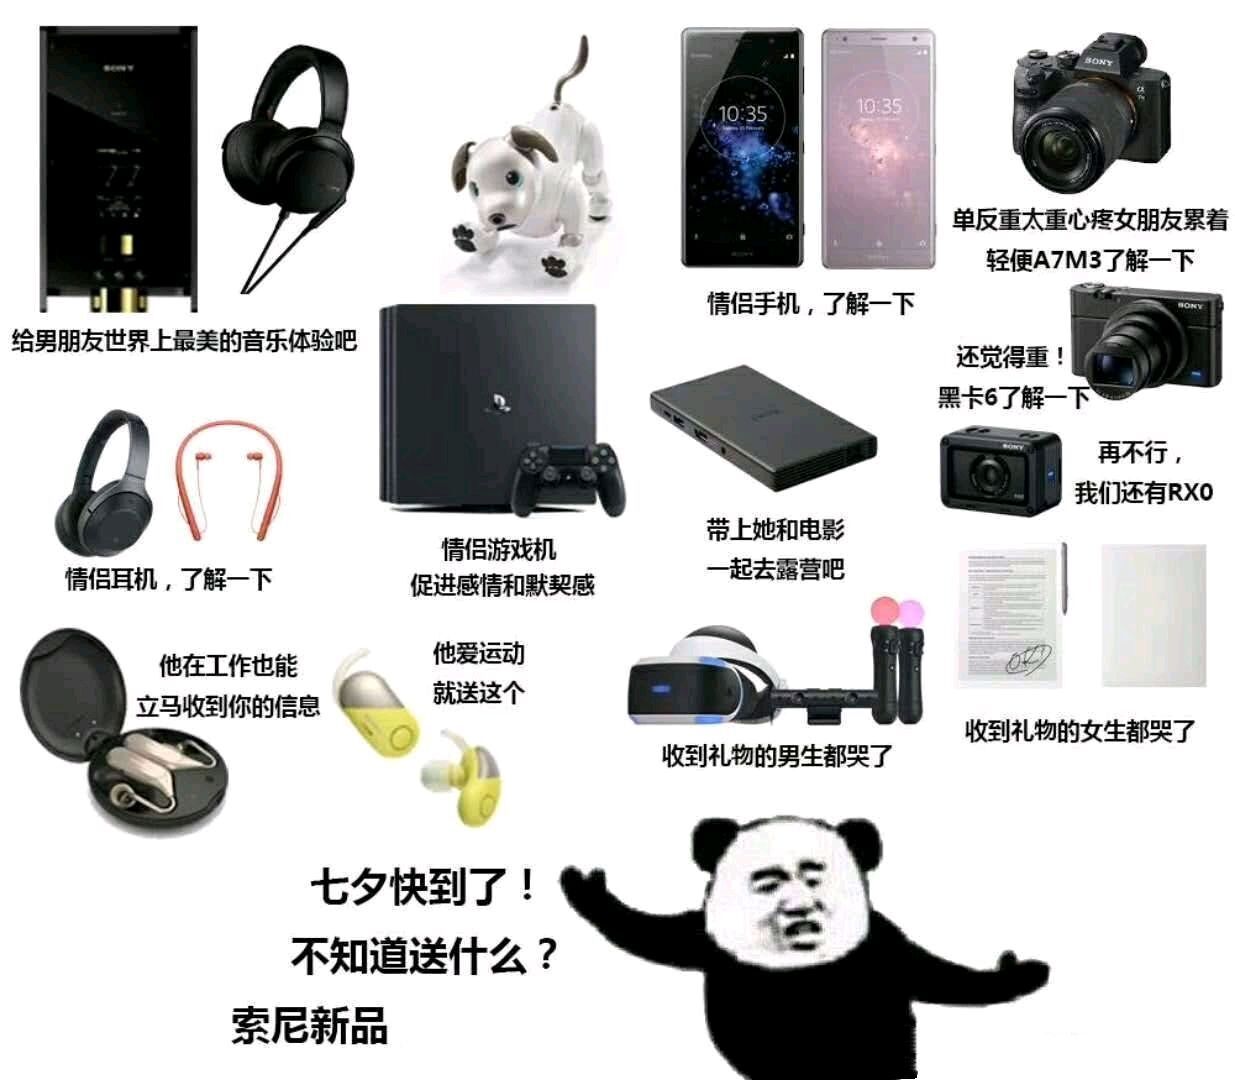 SONY
给男朋友世界上最美的音乐体验吧
10:35
10:35
情侣手机，了解一下
SONY
单反重太重心疼女朋友累着
轻便A7M3了解一下
SONY
还觉得重！
黑卡6了解一下
SONY
再不行，
我们还有RX0
情侣耳机，了解一下
情侣游戏机
促进感情和默契感
带上她和电影
一起去露营吧
他在工作也能
立马收到你的信息
他爱运动
就送这个
收到礼物的男生都哭了
OK!
收到礼物的女生都哭了
七夕快到了！
不知道送什么？
索尼新品